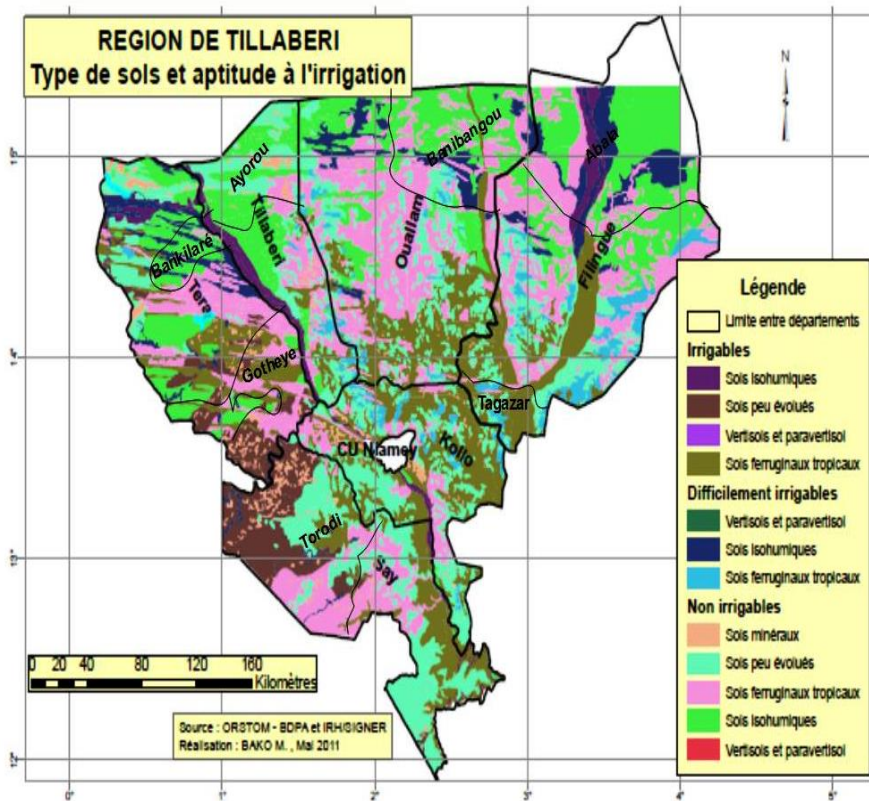 REGION DE TILLABERI
Type de sols et aptitude à l'irrigation
N
15°
14°
13°
12°
Ayorou
Banibangou
Abala
Tillaberi
Ouallam
Bankilaré
Filingue
Tera
Gotheye
Tagazar
CU Niamey
Kollo
Torodi
Say
Légende
Limite entre départements
Irrigables
Sols isohumiques
Sols peu évolués
Vertisols et paravertisol
Sols ferruginaux tropicaux
Difficilement irrigables
Vertisols et paravertisol
Sols isohumiques
Sols ferruginaux tropicaux
Non irrigables
Sols minéraux
Sols peu évolués
Sols ferruginaux tropicaux
Sols isohumiques
Vertisols et paravertisol
0 20 40 80 120 160
Kilomètres
Source : ORSTOM - BDPA et IRH/SIGNER
Réalisation : BAKO M. , Mai 2011
0° 1° 2° 3° 4°